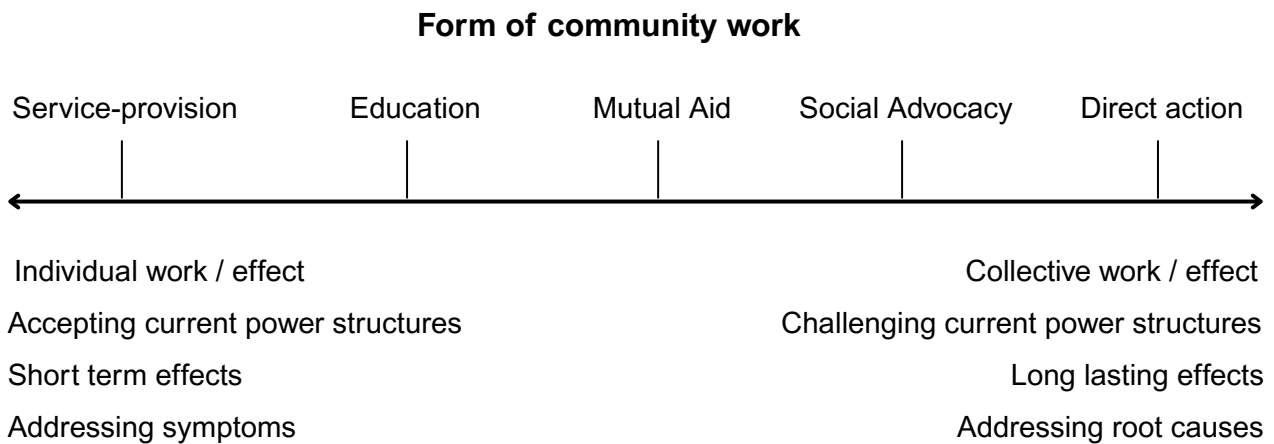 Form of community work
Service-provision Education Mutual Aid Social Advocacy Direct action
Individual work / effect Collective work / effect
Accepting current power structures Challenging current power structures
Short term effects Long lasting effects
Addressing symptoms Addressing root causes